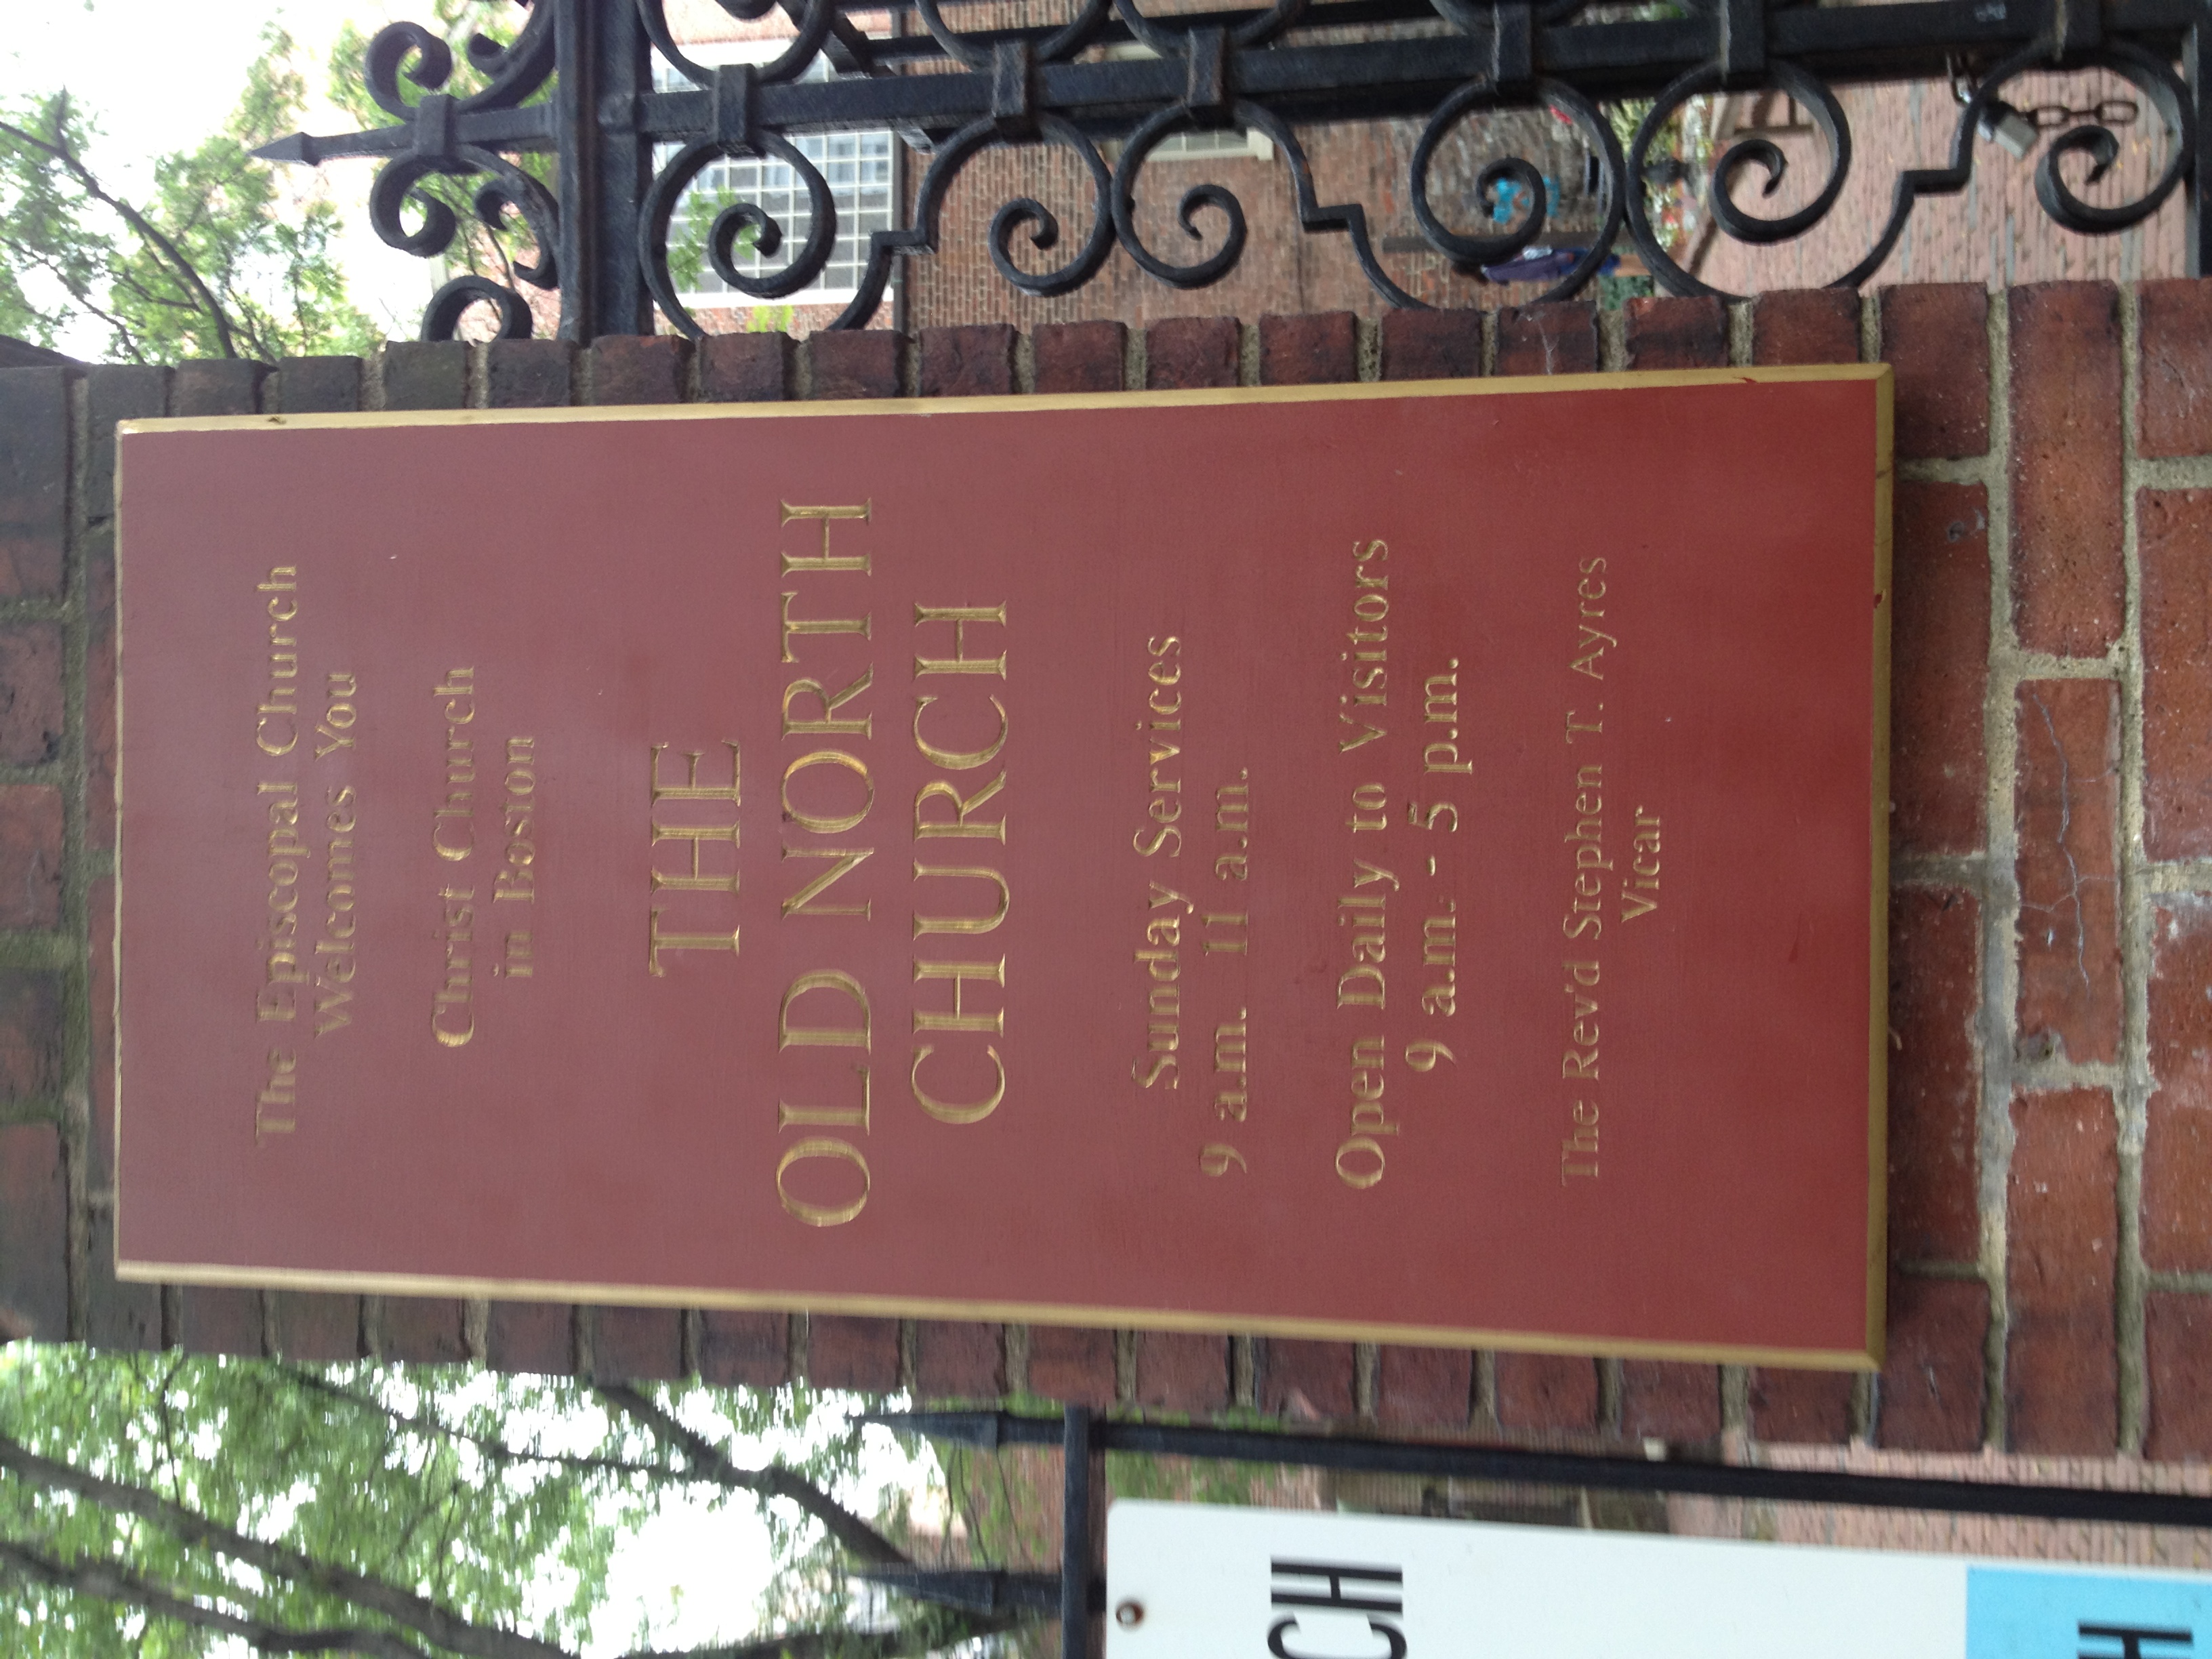 The Episcopal Church
Welcomes You
Christ Church
in Boston
THE
OLD NORTH
CHURCH
Sunday Services
9 a.m. 11 a.m.
Open Daily to Visitors
9 a.m. - 5 p.m.
The Rev'd Stephen T. Ayres
Vicar
CH
H